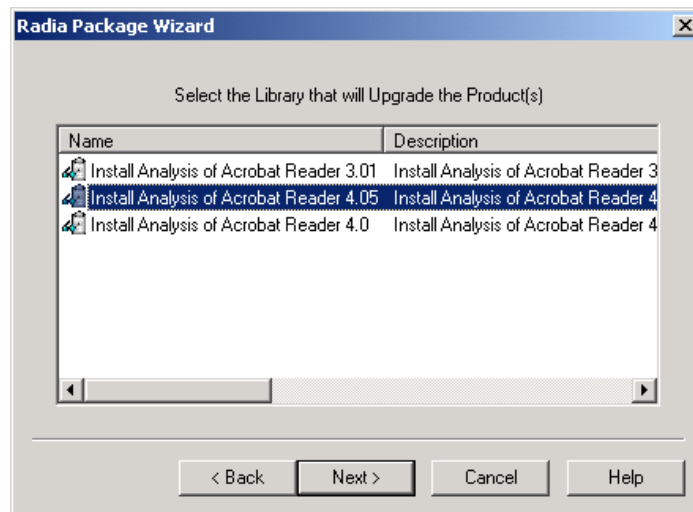 Radia Package Wizard
Select the Library that will Upgrade the Product(s)
Name Description
Install Analysis of Acrobat Reader 3.01 Install Analysis of Acrobat Reader 3
Install Analysis of Acrobat Reader 4.05 Install Analysis of Acrobat Reader 4
Install Analysis of Acrobat Reader 4.0 Install Analysis of Acrobat Reader 4
< Back Next > Cancel Help